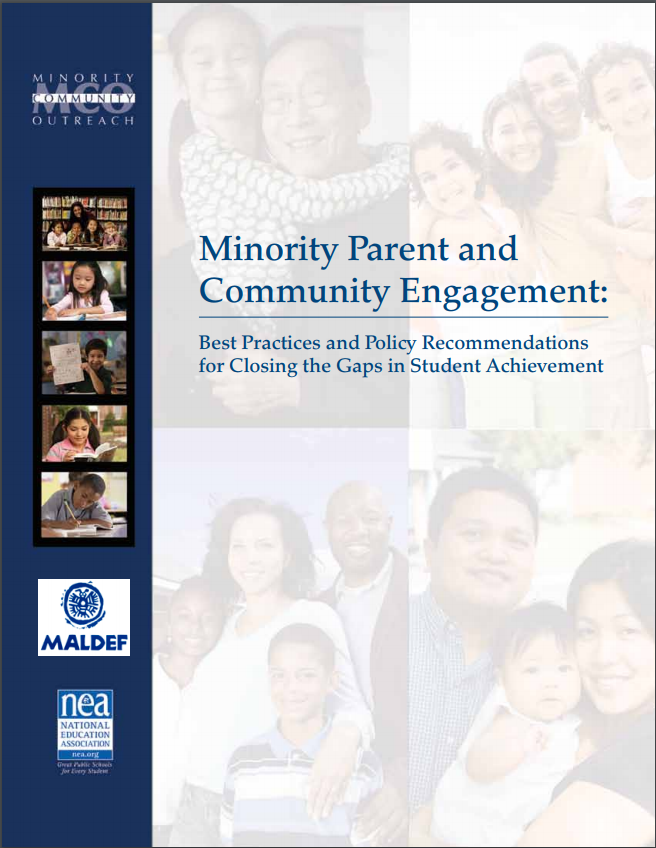 MINORITY
MCO
COMMUNITY
OUTREACH
Minority Parent and
Community Engagement:
Best Practices and Policy Recommendations
for Closing the Gaps in Student Achievement
MALDEF
nea
NATIONAL
EDUCATION
ASSOCIATION
nea.org
Great Public Schools
for Every Student